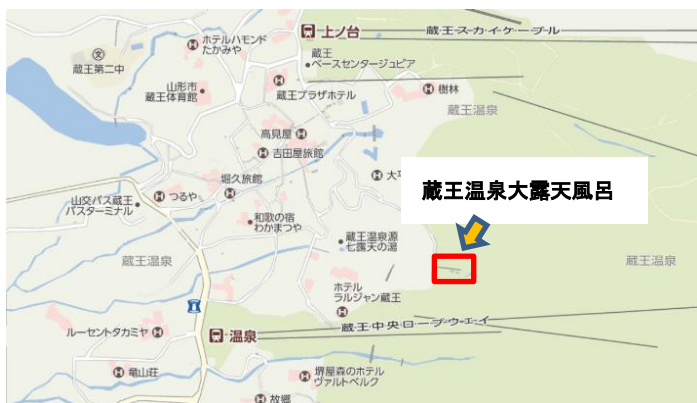 上ノ台
蔵王スカイケーブル
ホテルハモンド
たかみや
文
蔵王第二中
蔵王
ベースセンタージュピア
山形市
蔵王体育館
蔵王プラザホテル
H 樹林
蔵王温泉
高見屋 H
H 吉田屋旅館
堀久旅館
H 大平
蔵王温泉大露天風呂
山交バス蔵王
バスターミナル
H つるや
和歌の宿
わかまつや
蔵王温泉源
七露天の湯
蔵王温泉
蔵王温泉
ホテル
ラルジャン蔵王
H
蔵王中央ロープウェイ
ルーセントタカミヤ H
温泉
H 竜山荘
堺屋森のホテル
H ヴァルトベルク
H 故郷